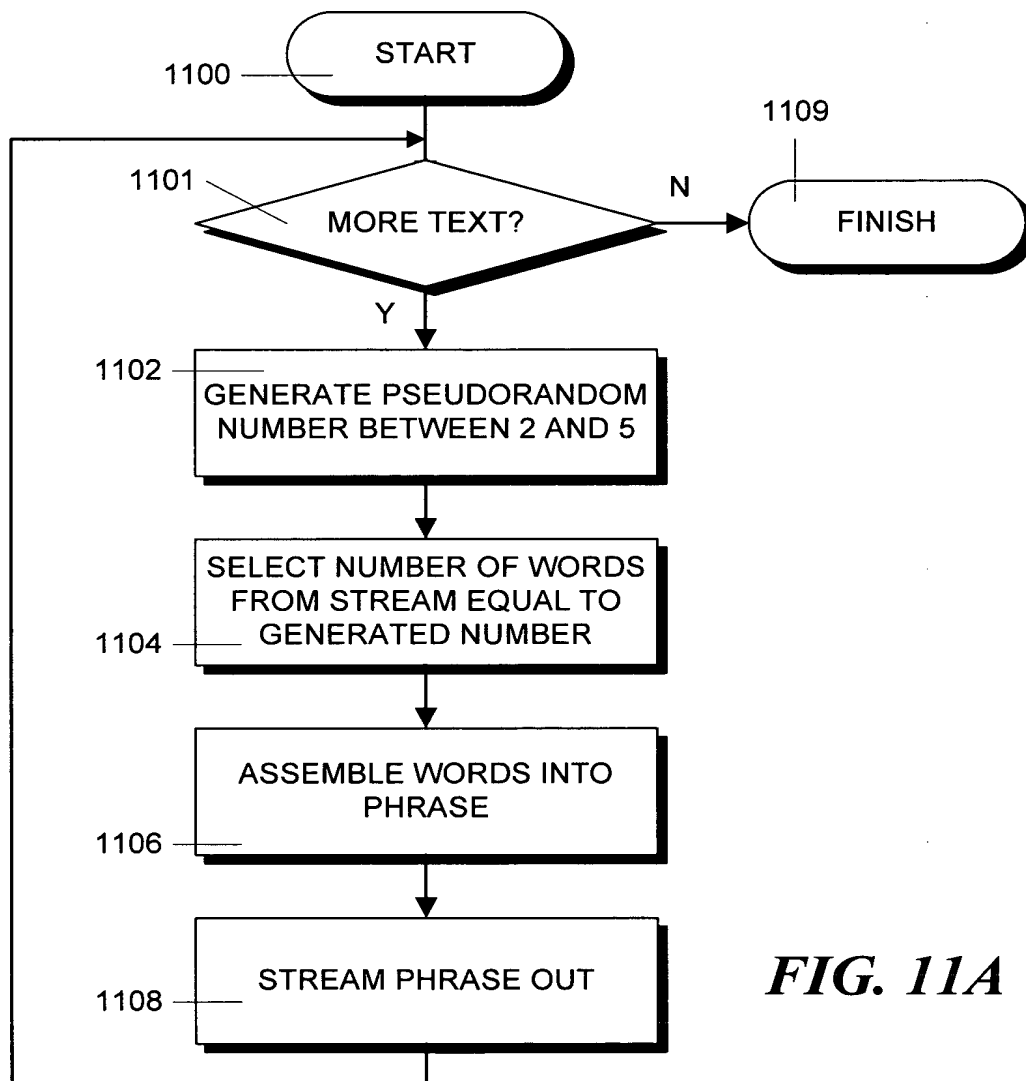 START
1100
1109
1101
MORE TEXT?
N
FINISH
Y
1102
GENERATE PSEUDORANDOM
NUMBER BETWEEN 2 AND 5
SELECT NUMBER OF WORDS
FROM STREAM EQUAL TO
GENERATED NUMBER
1104
ASSEMBLE WORDS INTO
PHRASE
1106
STREAM PHRASE OUT
1108
FIG. 11A